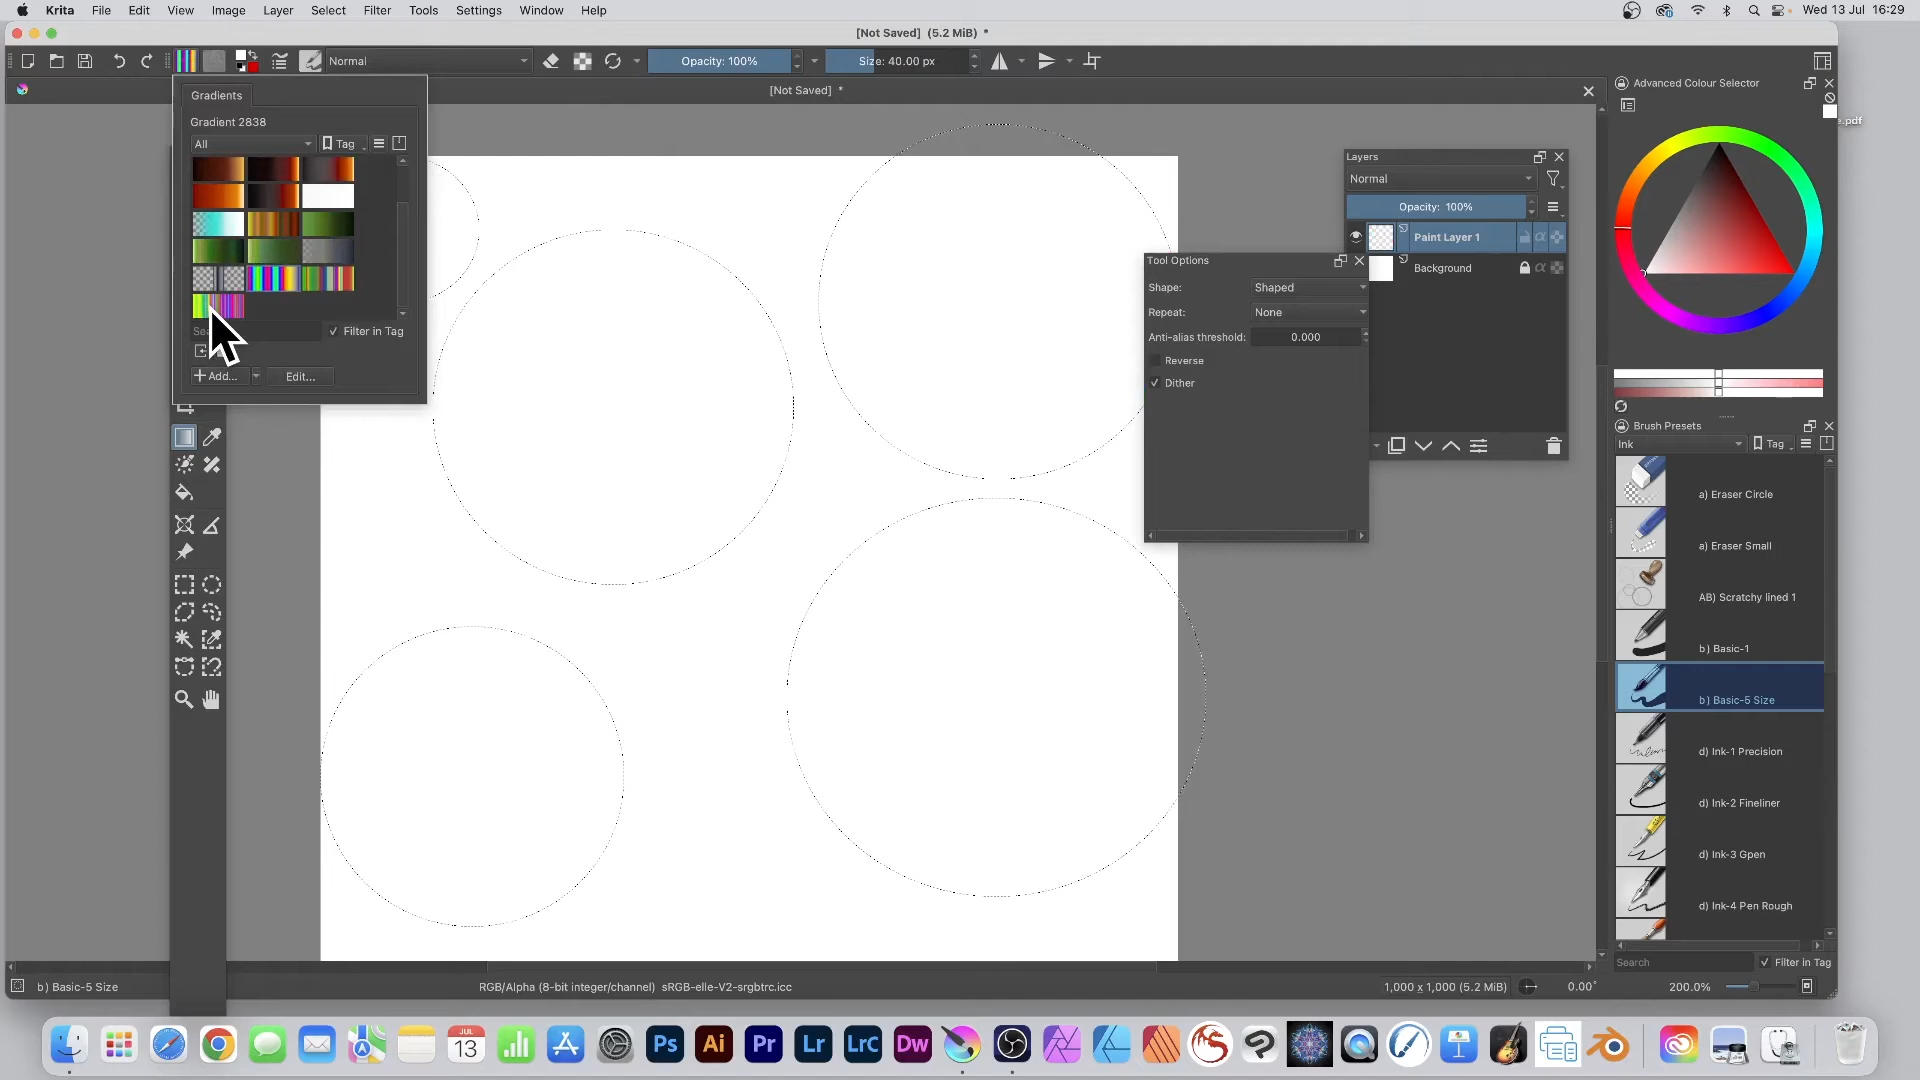 Krita File Edit View Image Layer Select Filter Tools Settings Window Help
Wed 13 Jul 16:29
[Not Saved] (5.2 MiB) *
Normal
Opacity: 100%
Size: 40.00 px
[Not Saved] *
Gradients
Gradient 2838
All
Tag
Filter in Tag
Add...
Edit...
Layers
Normal
Opacity: 100%
Paint Layer 1
Background
Tool Options
Shape: Shaped
Repeat: None
Anti-alias threshold: 0.000
Reverse
Dither
Advanced Colour Selector
e.pdf
Brush Presets
Ink
Tag
a) Eraser Circle
a) Eraser Small
AB) Scratchy lined 1
b) Basic-1
b) Basic-5 Size
d) Ink-1 Precision
d) Ink-2 Fineliner
d) Ink-3 Gpen
d) Ink-4 Pen Rough
Search
Filter in Tag
b) Basic-5 Size
RGB/Alpha (8-bit integer/channel) sRGB-elle-V2-srgbtrc.icc
1,000 x 1,000 (5.2 MiB)
0.00°
200.0%
JUL
13
Ps
Ai
Pr
Lr
LrC
Dw